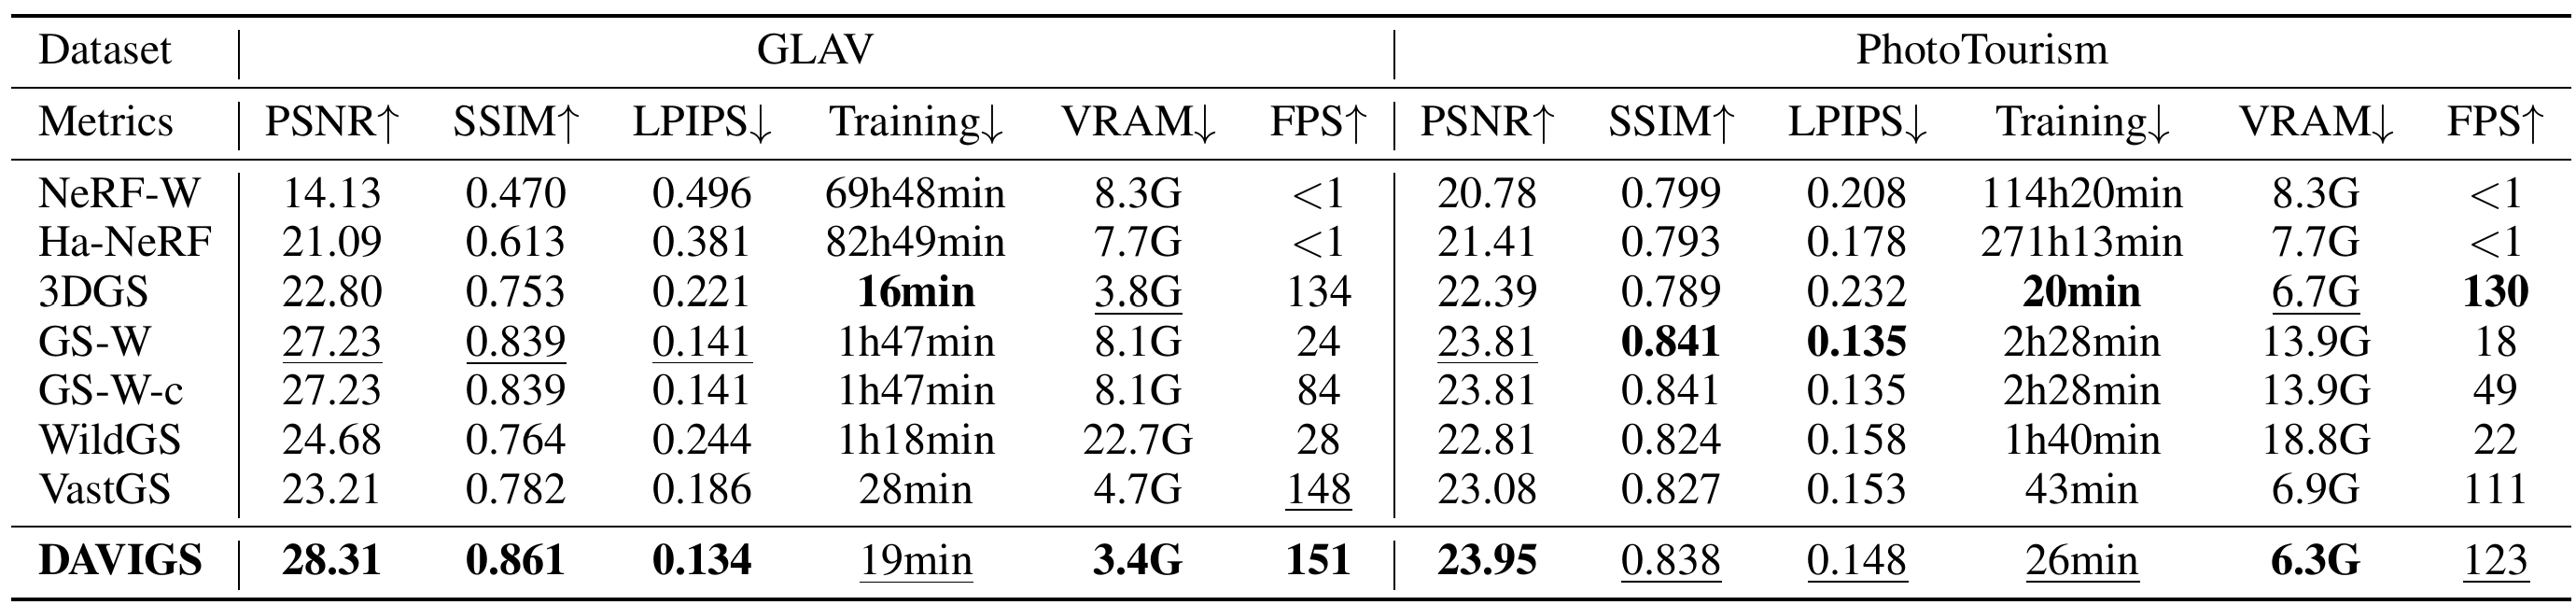 Dataset GLAV PhotoTourism
Metrics PSNR↑ SSIM↑ LPIPS↓ Training↓ VRAM↓ FPS↑ PSNR↑ SSIM↑ LPIPS↓ Training↓ VRAM↓ FPS↑
NeRF-W 14.13 0.470 0.496 69h48min 8.3G <1 20.78 0.799 0.208 114h20min 8.3G <1
Ha-NeRF 21.09 0.613 0.381 82h49min 7.7G <1 21.41 0.793 0.178 271h13min 7.7G <1
3DGS 22.80 0.753 0.221 16min 3.8G 134 22.39 0.789 0.232 20min 6.7G 130
GS-W 27.23 0.839 0.141 1h47min 8.1G 24 23.81 0.841 0.135 2h28min 13.9G 18
GS-W-c 27.23 0.839 0.141 1h47min 8.1G 84 23.81 0.841 0.135 2h28min 13.9G 49
WildGS 24.68 0.764 0.244 1h18min 22.7G 28 22.81 0.824 0.158 1h40min 18.8G 22
VastGS 23.21 0.782 0.186 28min 4.7G 148 23.08 0.827 0.153 43min 6.9G 111
DAVIGS 28.31 0.861 0.134 19min 3.4G 151 23.95 0.838 0.148 26min 6.3G 123